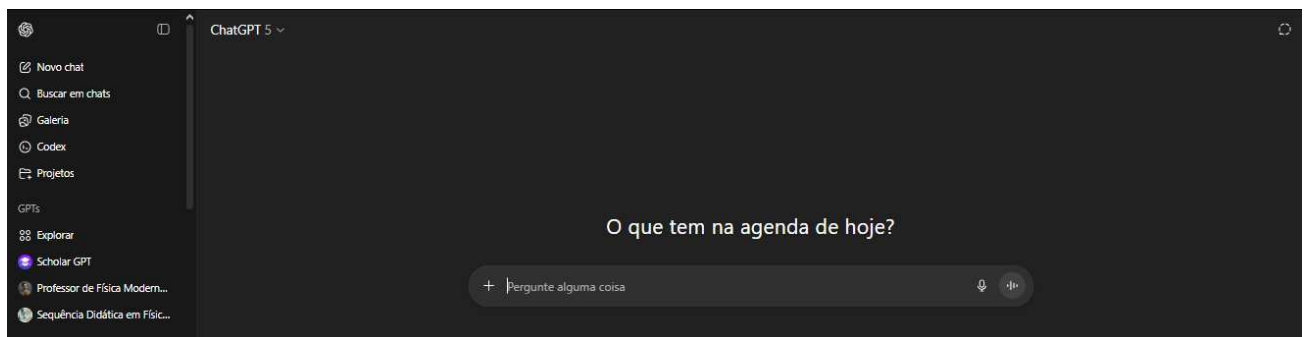 ChatGPT 5
Novo chat
Buscar em chats
Galeria
Codex
Projetos
GPTs
Explorar
Scholar GPT
Professor de Física Modern...
Sequência Didática em Físic...
O que tem na agenda de hoje?
Pergunte alguma coisa